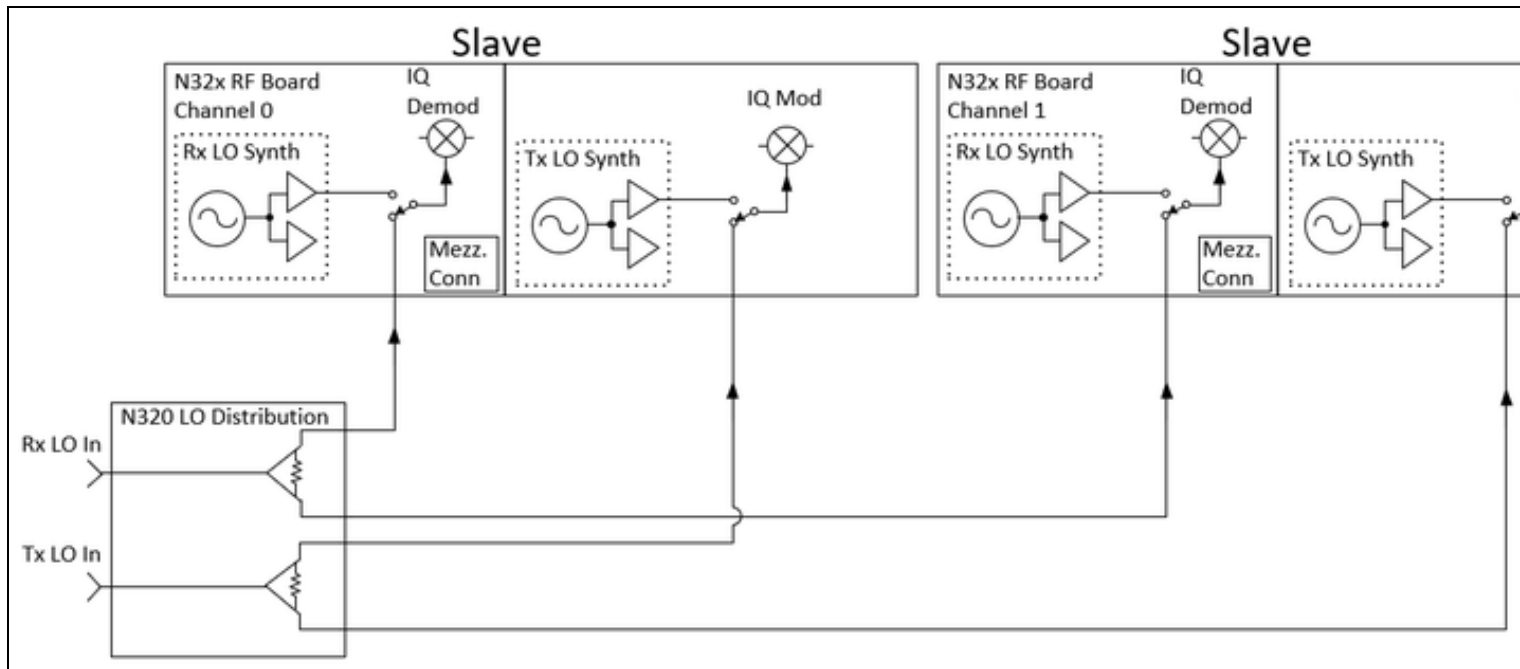 Slave
N32x RF Board
Channel 0
IQ
Demod
Rx LO Synth
Mezz.
Conn
IQ Mod
Tx LO Synth
Slave
N32x RF Board
Channel 1
IQ
Demod
Rx LO Synth
Mezz.
Conn
Tx LO Synth
N320 LO Distribution
Rx LO In
Tx LO In